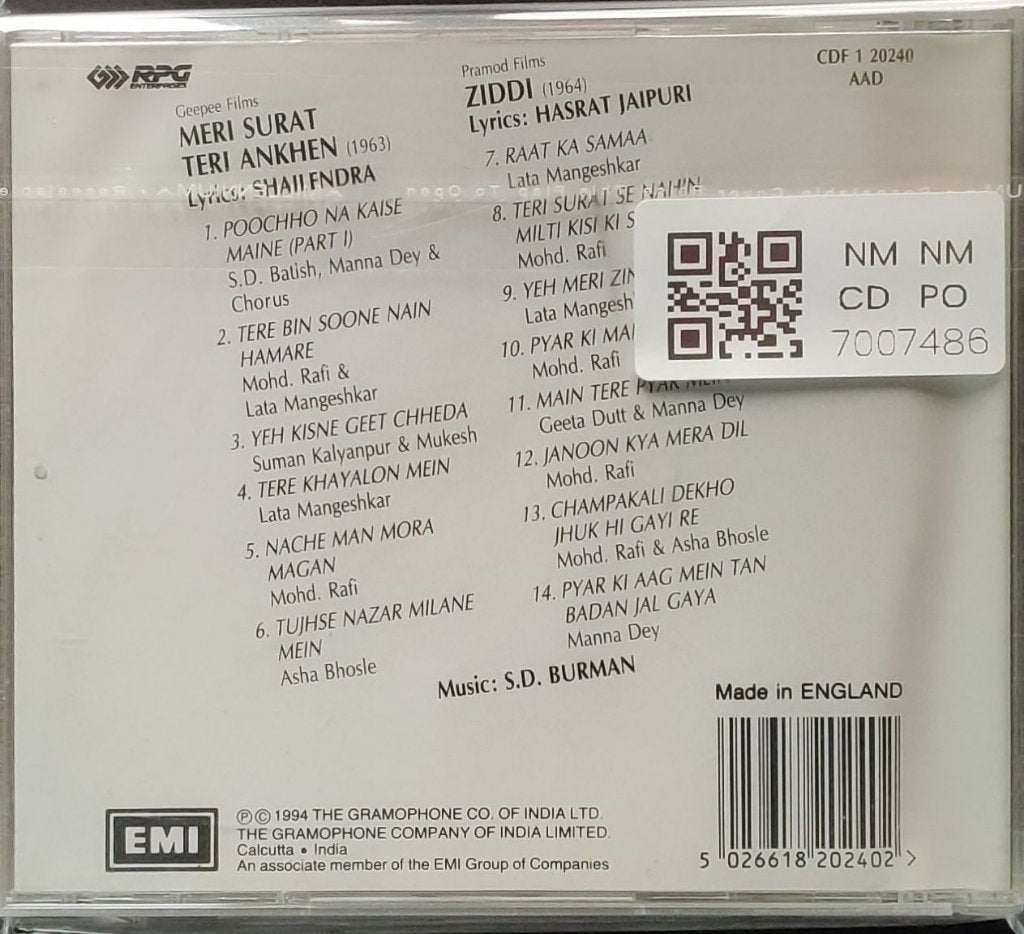 RPG
ENTERPRISES
Geepee Films
MERI SURAT
TERI ANKHEN (1963)
Lyrics: SHAILENDRA
1. POOCHHO NA KAISE
MAINE (PART I)
S.D. Batish, Manna Dey &
Chorus
2. TERE BIN SOONE NAIN
HAMARE
Mohd. Rafi &
Lata Mangeshkar
3. YEH KISNE GEET CHHEDA
Suman Kalyanpur & Mukesh
4. TERE KHAYALON MEIN
Lata Mangeshkar
5. NACHE MAN MORA
MAGAN
Mohd. Rafi
6. TUJHSE NAZAR MILANE
MEIN
Asha Bhosle
Pramod Films
ZIDDI (1964)
Lyrics: HASRAT JAIPURI
7. RAAT KA SAMAA
Lata Mangeshkar
8. TERI SURAT SE NAHIN
MILTI KISI KI S
Mohd. Rafi
9. YEH MERI ZIN
Lata Mangesh
10. PYAR KI MA
Mohd. Rafi
11. MAIN TERE PYAR MEIN
Geeta Dutt & Manna Dey
12. JANOON KYA MERA DIL
Mohd. Rafi
13. CHAMPAKALI DEKHO
JHUK HI GAYI RE
Mohd. Rafi & Asha Bhosle
14. PYAR KI AAG MEIN TAN
BADAN JAL GAYA
Manna Dey
Music: S.D. BURMAN
CDF 1 20240
AAD
NM NM
CD PO
7007486
Made in ENGLAND
5 026618 202402 >
EMI
Ⓟ © 1994 THE GRAMOPHONE CO. OF INDIA LTD.
THE GRAMOPHONE COMPANY OF INDIA LIMITED.
Calcutta • India
An associate member of the EMI Group of Companies